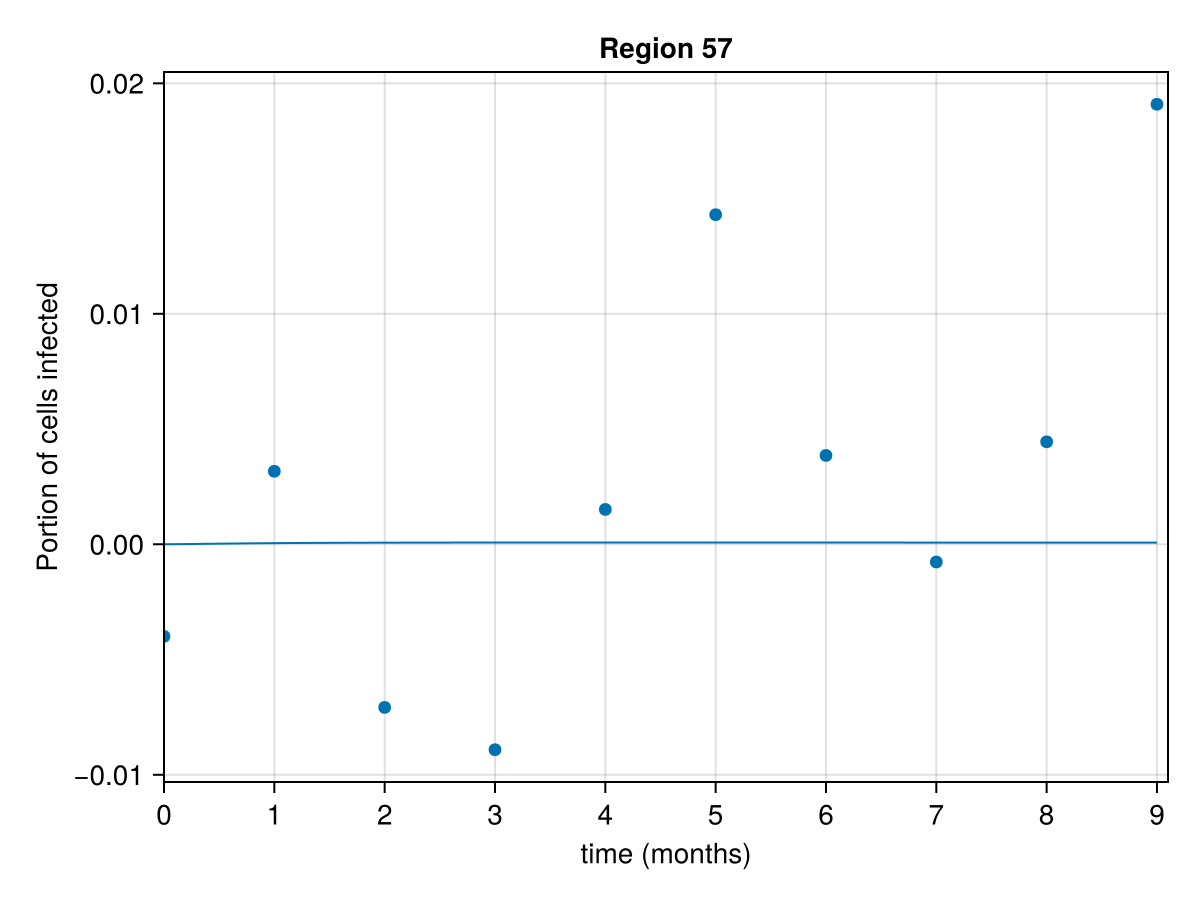 Region 57
0.02
0.01
0.00
−0.01
Portion of cells infected
0 1 2 3 4 5 6 7 8 9
time (months)